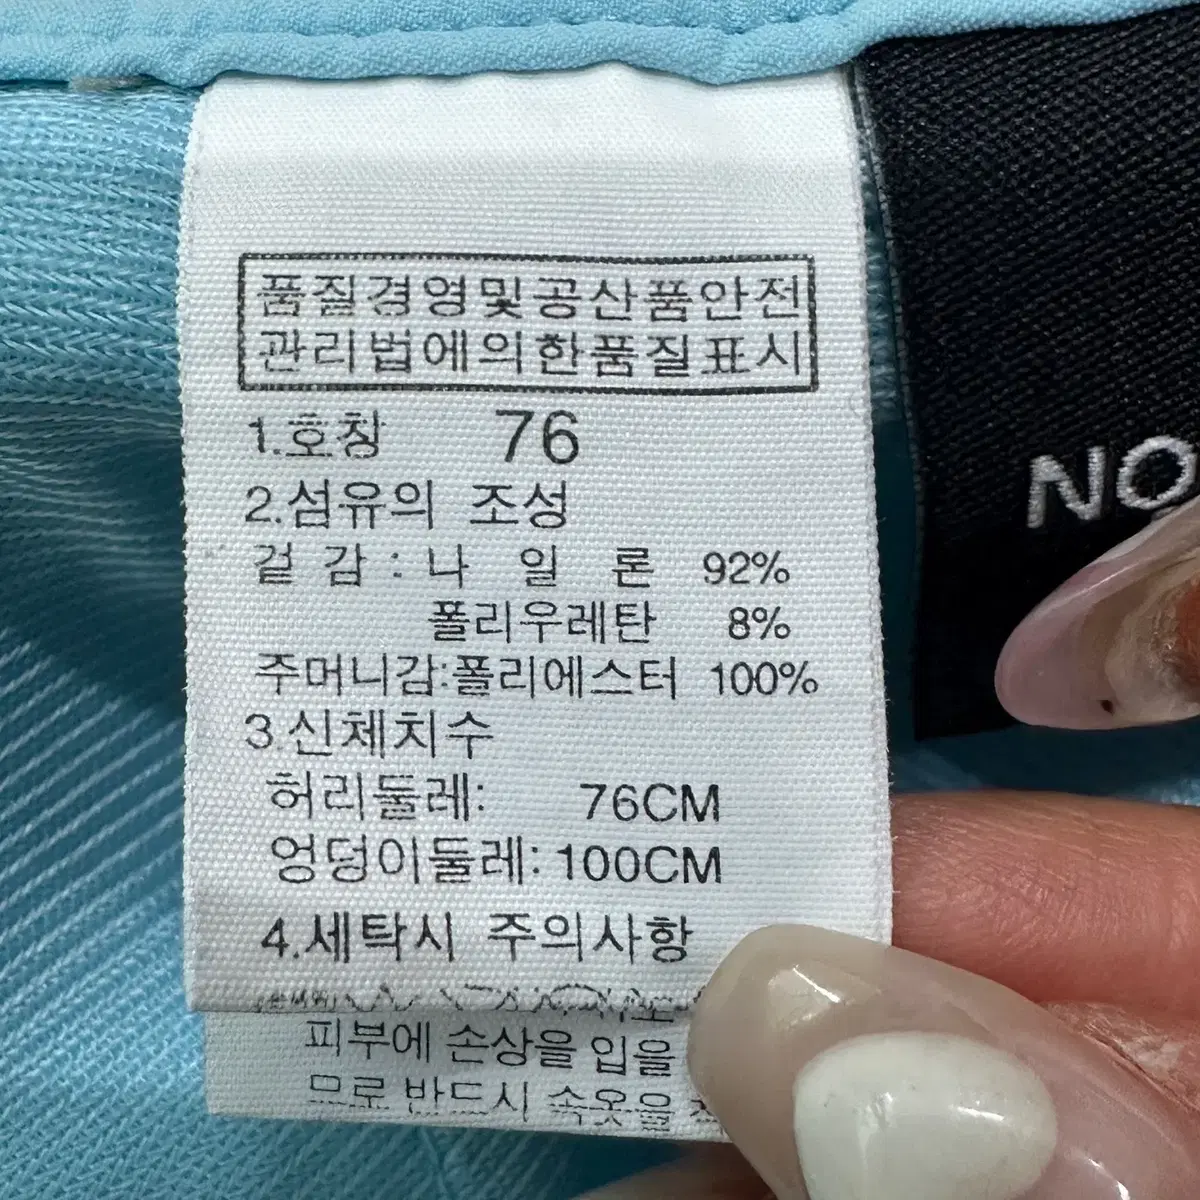 품질경영및공산품안전
관리법에의한품질표시
1.호칭 76
2.섬유의 조성
겉 감 : 나 일 론 92%
폴리우레탄 8%
주머니감:폴리에스터 100%
3.신체치수
허리둘레: 76CM
엉덩이둘레: 100CM
4.세탁시 주의사항
피부에 손상을 입을
므로 반드시 속옷을
NO